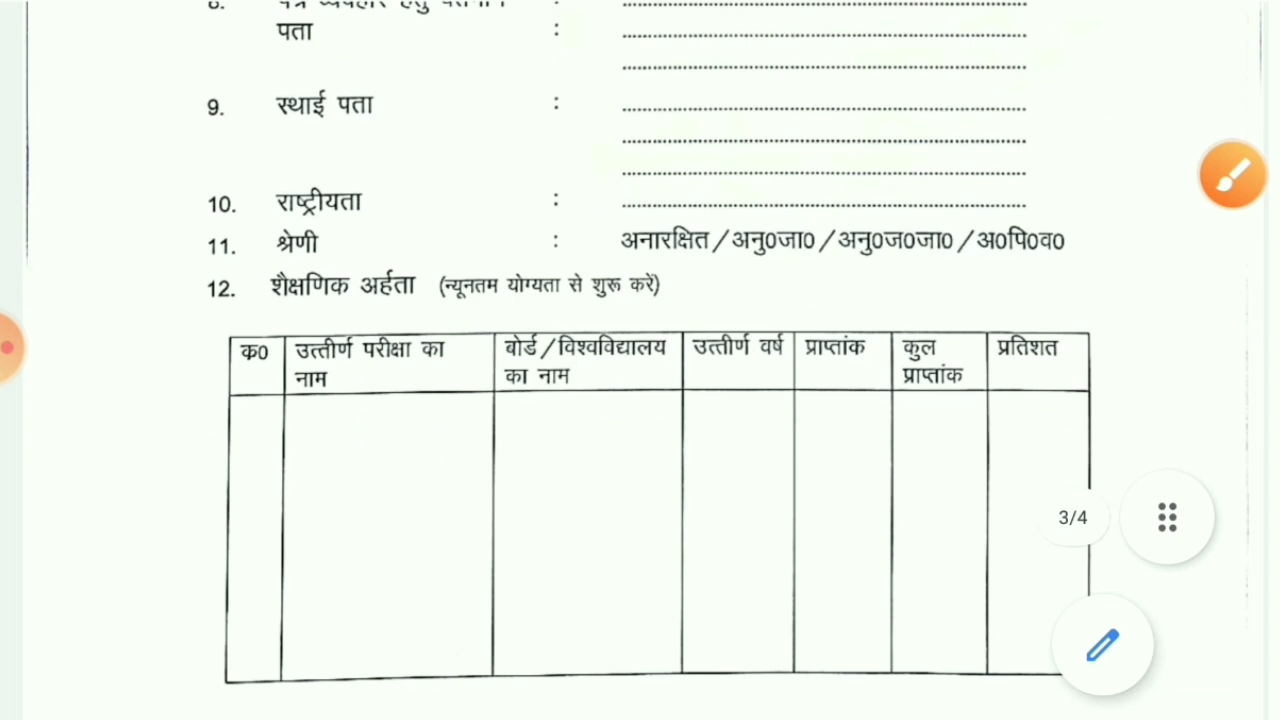 पता : ........................
........................
9. स्थाई पता : ........................
........................
........................
10. राष्ट्रीयता : ........................
11. श्रेणी : अनारक्षित/अनु0जा0/अनु0ज0जा0/अ0पि0व0
12. शैक्षणिक अर्हता (न्यूनतम योग्यता से शुरू करें)
क0 उत्तीर्ण परीक्षा का नाम बोर्ड/विश्वविद्यालय का नाम उत्तीर्ण वर्ष प्राप्तांक कुल प्राप्तांक प्रतिशत
3/4